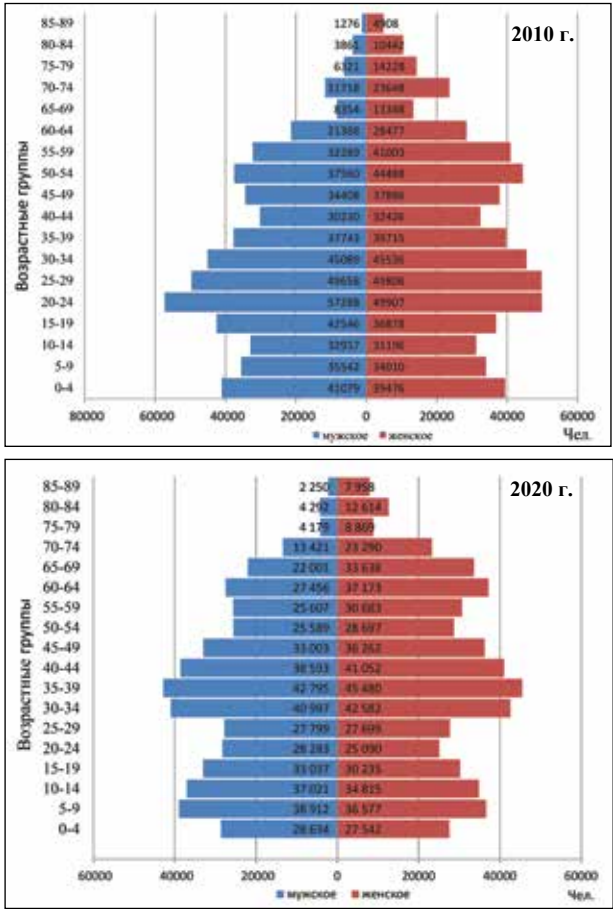 2010 г.
Возрастные группы
85-89 1276 4908
80-84 3861 10442
75-79 6321 14228
70-74 11718 23648
65-69 8354 13388
60-64 21388 28477
55-59 32289 41003
50-54 37560 44488
45-49 34408 37886
40-44 30230 32426
35-39 37743 39715
30-34 45089 45536
25-29 49658 49806
20-24 57288 49907
15-19 42546 36878
10-14 32957 31196
5-9 35542 34010
0-4 41079 39476
80000 60000 40000 20000 0 20000 40000 60000
мужское женское Чел.
2020 г.
Возрастные группы
85-89 2 250 7 958
80-84 4 292 12 614
75-79 4 179 8 869
70-74 13 421 23 290
65-69 22 001 33 638
60-64 27 456 37 173
55-59 25 607 30 683
50-54 25 589 28 697
45-49 33 003 36 262
40-44 38 593 41 052
35-39 42 795 45 480
30-34 40 997 42 582
25-29 27 799 27 699
20-24 28 283 25 090
15-19 33 037 30 235
10-14 37 021 34 815
5-9 38 912 36 577
0-4 28 634 27 542
60000 40000 20000 0 20000 40000 60000
мужское женское Чел.